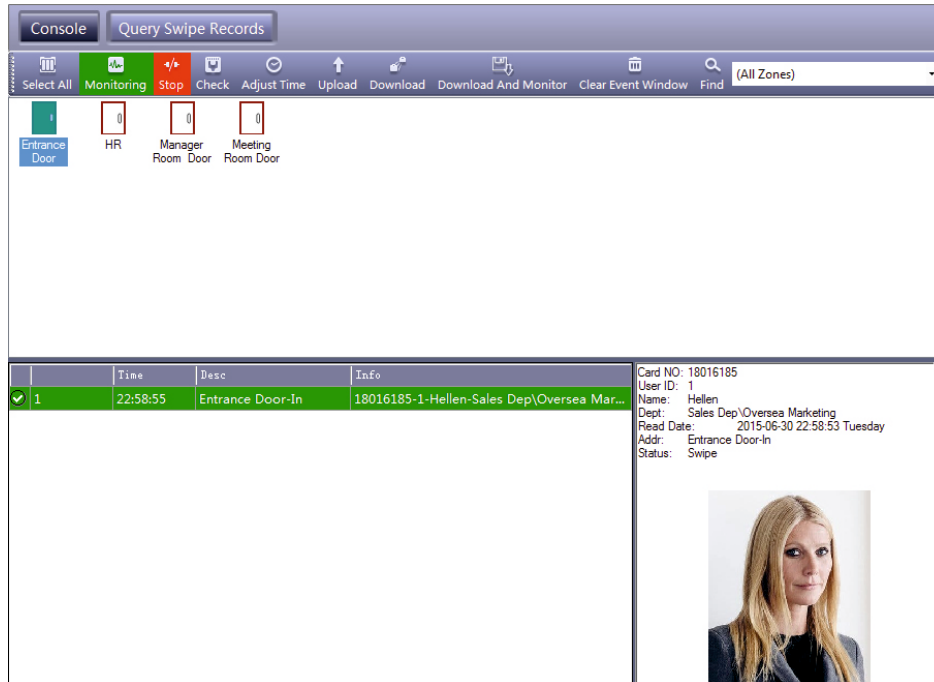 Console Query Swipe Records
Select All Monitoring Stop Check Adjust Time Upload Download Download And Monitor Clear Event Window Find (All Zones)
Entrance Door
HR
Manager Room Door
Meeting Room Door
Time Desc Info
1 22:58:55 Entrance Door-In 18016185-1-Hellen-Sales Dep\Oversea Mar...
Card NO: 18016185
User ID: 1
Name: Hellen
Dept: Sales Dep\Oversea Marketing
Read Date: 2015-06-30 22:58:53 Tuesday
Addr: Entrance Door-In
Status: Swipe